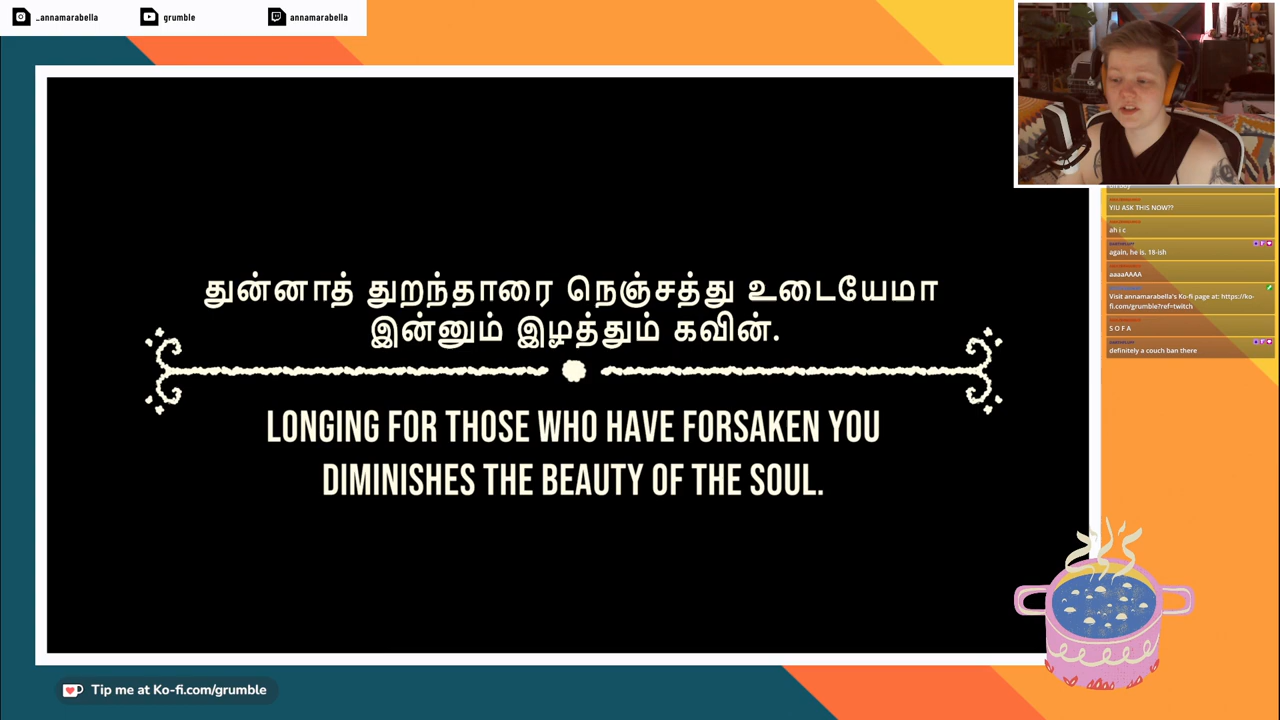 _annamarabella
grumble
annamarabella
துன்னாத் துறந்தாரை நெஞ்சத்து உடையேமா
இன்னும் இழத்தும் கவின்.
LONGING FOR THOSE WHO HAVE FORSAKEN YOU
DIMINISHES THE BEAUTY OF THE SOUL.
YIU ASK THIS NOW??
ah i c
again, he is. 18-ish
aaaaAAAA
Visit annamarabella's Ko-fi page at: https://ko-
fi.com/grumble?ref=twitch
S O F A
definitely a couch ban there
Tip me at Ko-fi.com/grumble